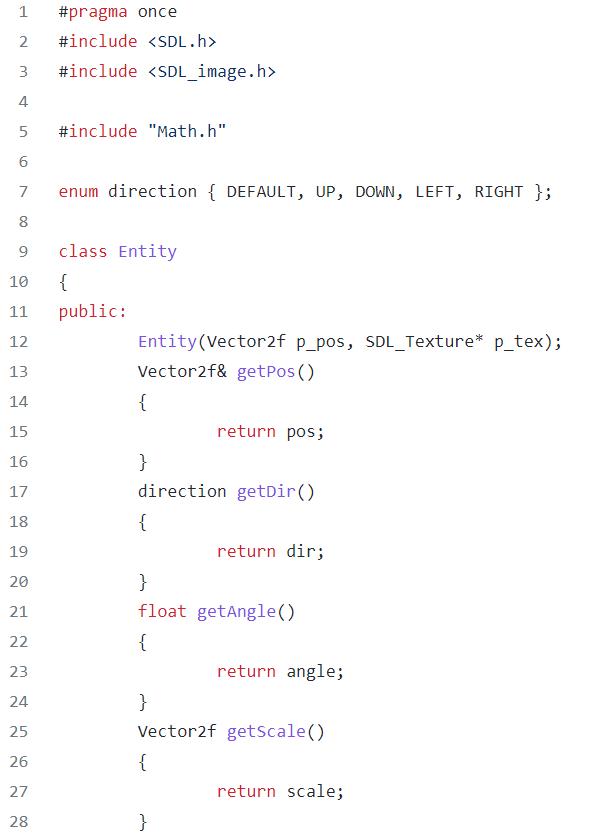 1 #pragma once
2 #include <SDL.h>
3 #include <SDL_image.h>
4
5 #include "Math.h"
6
7 enum direction { DEFAULT, UP, DOWN, LEFT, RIGHT };
8
9 class Entity
10 {
11 public:
12 Entity(Vector2f p_pos, SDL_Texture* p_tex);
13 Vector2f& getPos()
14 {
15 return pos;
16 }
17 direction getDir()
18 {
19 return dir;
20 }
21 float getAngle()
22 {
23 return angle;
24 }
25 Vector2f getScale()
26 {
27 return scale;
28 }